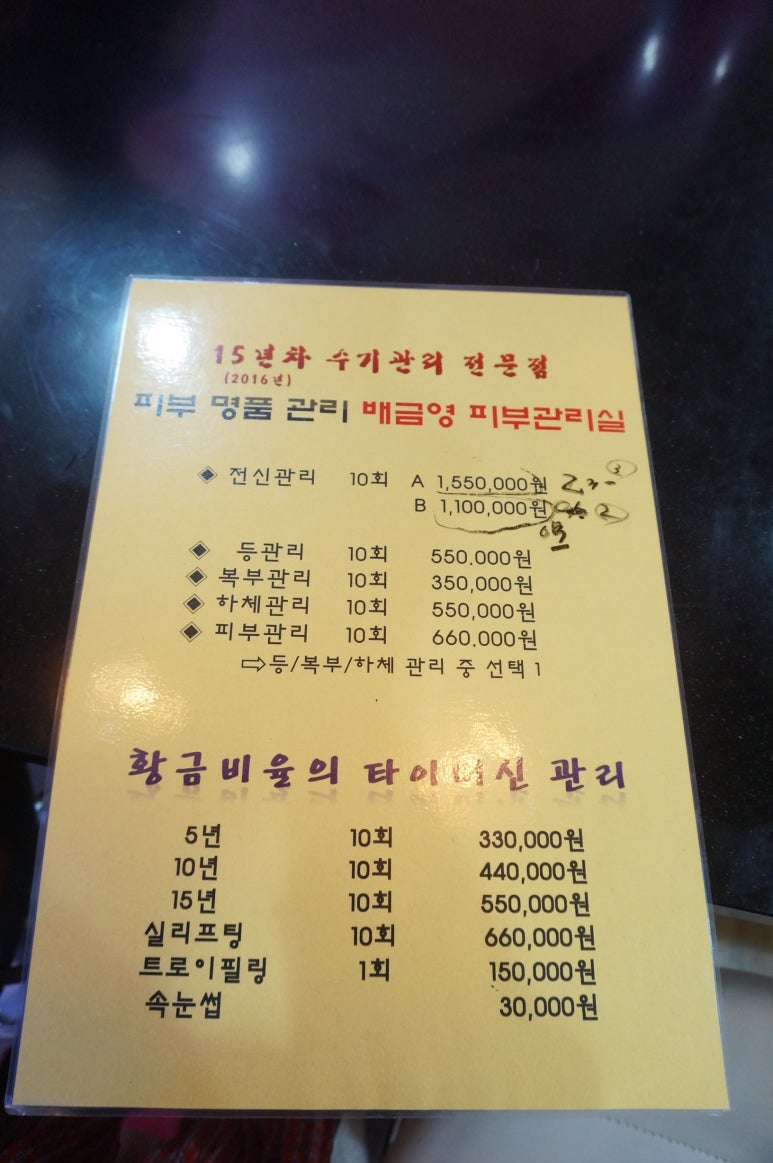 15년차 수기관리 전문점
(2016년)
피부 명품 관리 배금영 피부관리실
◈ 전신관리 10회 A 1,550,000원
B 1,100,000원
◈ 등관리 10회 550.000원
◈ 복부관리 10회 350,000원
◈ 하체관리 10회 550,000원
◈ 피부관리 10회 660.000원
⇨등/복부/하체 관리 중 선택 1
황금비율의 타이머신 관리
5년 10회 330,000원
10년 10회 440,000원
15년 10회 550,000원
실리프팅 10회 660,000원
트로이필링 1회 150,000원
속눈썹 30,000원